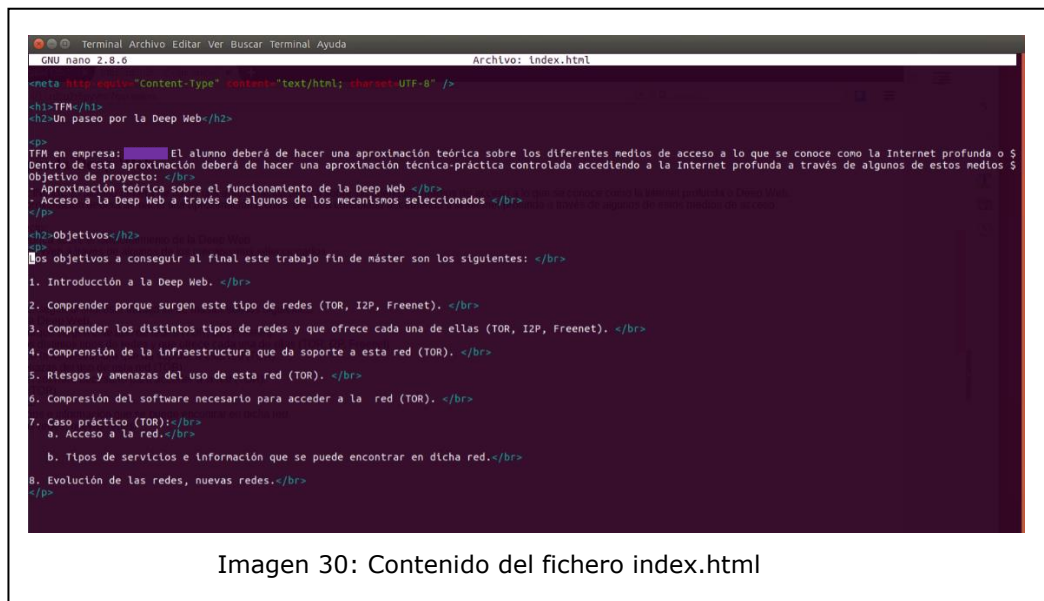 Terminal Archivo Editar Ver Buscar Terminal Ayuda
GNU nano 2.8.6 Archivo: index.html
<meta http-equiv="Content-Type" content="text/html; charset=UTF-8" />
<h1>TFM</h1>
<h2>Un paseo por la Deep Web</h2>
<p>
TFM en empresa: El alumno deberá de hacer una aproximación teórica sobre los diferentes medios de acceso a lo que se conoce como la Internet profunda o $
Dentro de esta aproximación deberá de hacer una aproximación técnica-práctica controlada accediendo a la Internet profunda a través de algunos de estos medios $
Objetivo de proyecto: </br>
- Aproximación teórica sobre el funcionamiento de la Deep Web </br>
- Acceso a la Deep Web a través de algunos de los mecanismos seleccionados </br>
</p>
<h2>Objetivos</h2>
<p>
Los objetivos a conseguir al final este trabajo fin de máster son los siguientes: </br>
1. Introducción a la Deep Web. </br>
2. Comprender porque surgen este tipo de redes (TOR, I2P, Freenet). </br>
3. Comprender los distintos tipos de redes y que ofrece cada una de ellas (TOR, I2P, Freenet). </br>
4. Comprensión de la infraestructura que da soporte a esta red (TOR). </br>
5. Riesgos y amenazas del uso de esta red (TOR). </br>
6. Compresión del software necesario para acceder a la  red (TOR). </br>
7. Caso práctico (TOR):</br>
a. Acceso a la red.</br>
b. Tipos de servicios e información que se puede encontrar en dicha red.</br>
8. Evolución de las redes, nuevas redes.</br>
</p>
Imagen 30: Contenido del fichero index.html